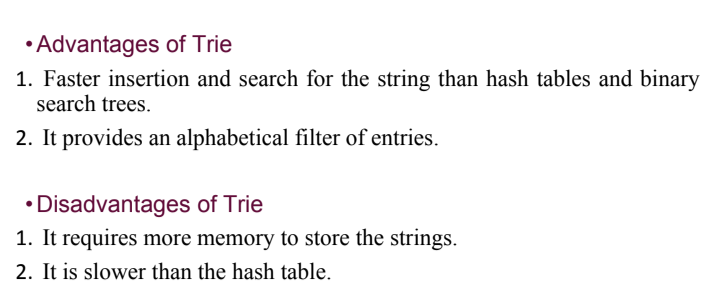 •Advantages of Trie
1. Faster insertion and search for the string than hash tables and binary
search trees.
2. It provides an alphabetical filter of entries.
•Disadvantages of Trie
1. It requires more memory to store the strings.
2. It is slower than the hash table.